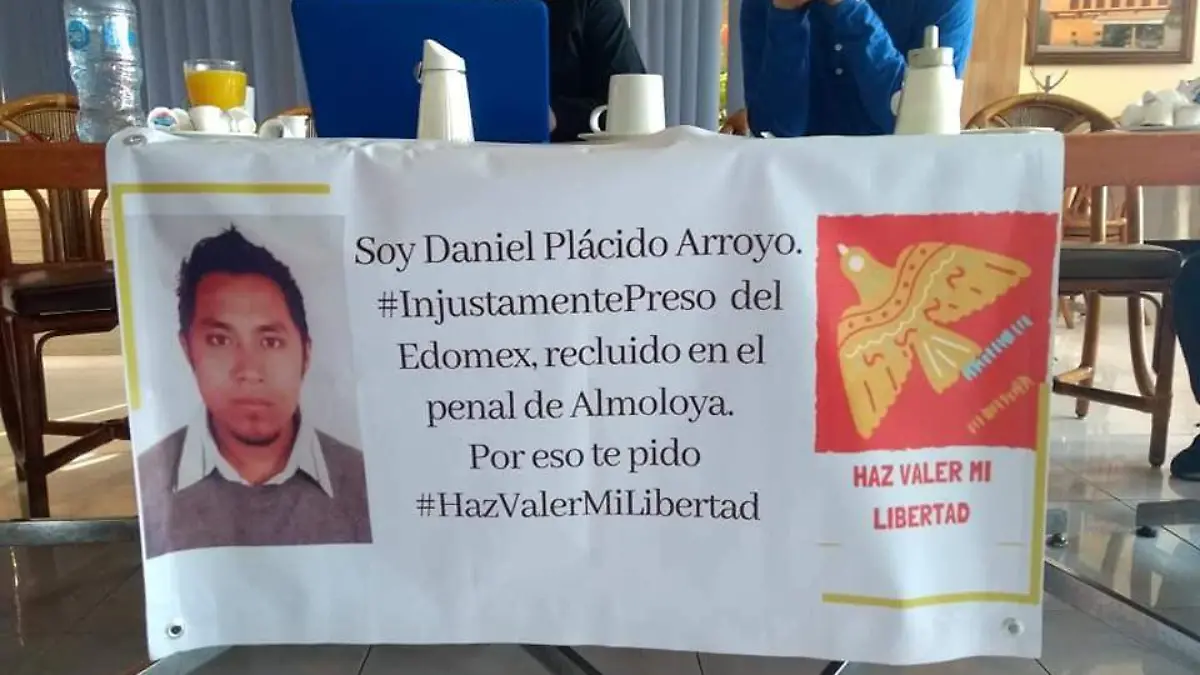 Soy Daniel Plácido Arroyo.
#InjustamentePreso del
Edomex, recluido en el
penal de Almoloya.
Por eso te pido
#HazValerMiLibertad
HAZ VALER MI
LIBERTAD